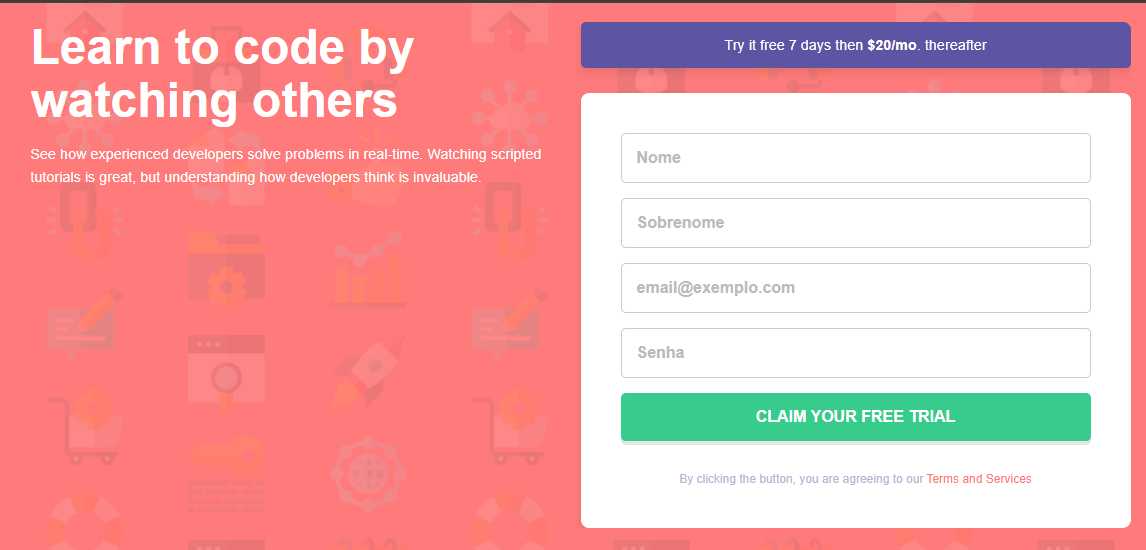 Learn to code by
watching others
See how experienced developers solve problems in real-time. Watching scripted
tutorials is great, but understanding how developers think is invaluable.
Try it free 7 days then $20/mo. thereafter
Nome
Sobrenome
email@exemplo.com
Senha
CLAIM YOUR FREE TRIAL
By clicking the button, you are agreeing to our Terms and Services